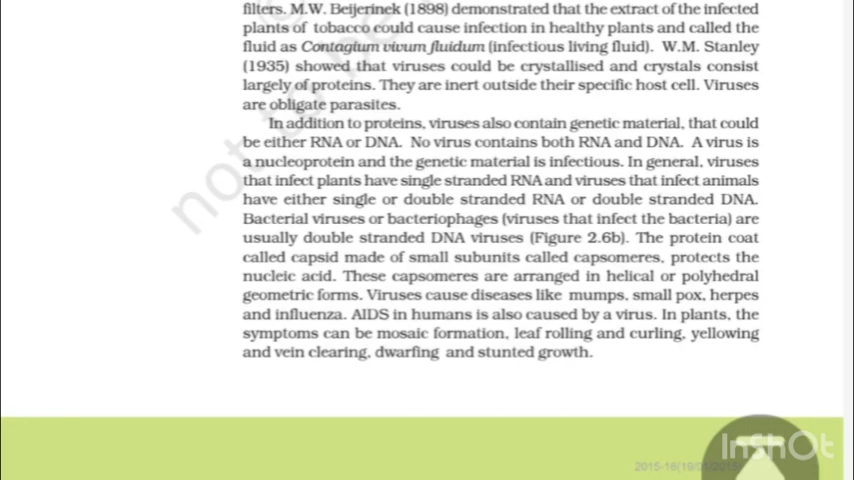 filters. M.W. Beijerinek (1898) demonstrated that the extract of the infected
plants of tobacco could cause infection in healthy plants and called the
fluid as Contagium vivum fluidum (infectious living fluid). W.M. Stanley
(1935) showed that viruses could be crystallised and crystals consist
largely of proteins. They are inert outside their specific host cell. Viruses
are obligate parasites.
In addition to proteins, viruses also contain genetic material, that could
be either RNA or DNA. No virus contains both RNA and DNA. A virus is
a nucleoprotein and the genetic material is infectious. In general, viruses
that infect plants have single stranded RNA and viruses that infect animals
have either single or double stranded RNA or double stranded DNA.
Bacterial viruses or bacteriophages (viruses that infect the bacteria) are
usually double stranded DNA viruses (Figure 2.6b). The protein coat
called capsid made of small subunits called capsomeres, protects the
nucleic acid. These capsomeres are arranged in helical or polyhedral
geometric forms. Viruses cause diseases like mumps, small pox, herpes
and influenza. AIDS in humans is also caused by a virus. In plants, the
symptoms can be mosaic formation, leaf rolling and curling, yellowing
and vein clearing, dwarfing and stunted growth.
not to be
InShOt
2015-16(19/01/2015)